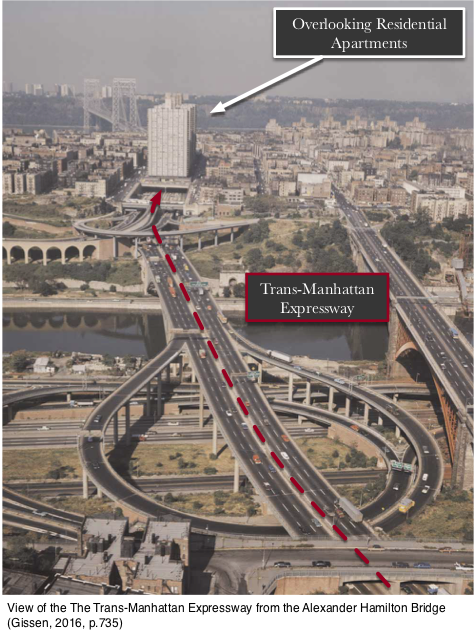 Overlooking Residential
Apartments
Trans-Manhattan
Expressway
View of the The Trans-Manhattan Expressway from the Alexander Hamilton Bridge
(Gissen, 2016, p.735)